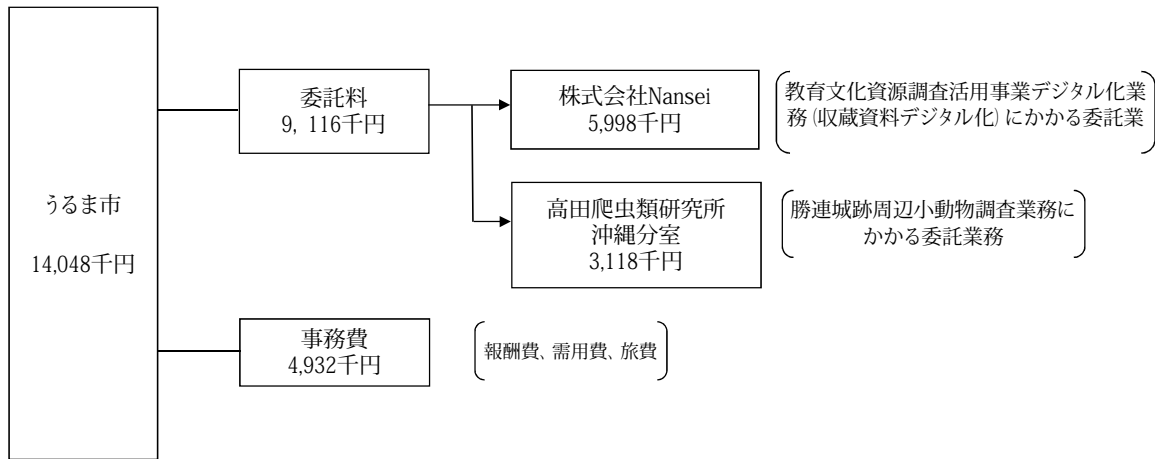 うるま市
14,048千円
委託料
9, 116千円
株式会社Nansei
5,998千円
教育文化資源調査活用事業デジタル化業
務(収蔵資料デジタル化)にかかる委託業
高田爬虫類研究所
沖縄分室
3,118千円
勝連城跡周辺小動物調査業務に
かかる委託業務
事務費
4,932千円
報酬費、需用費、旅費